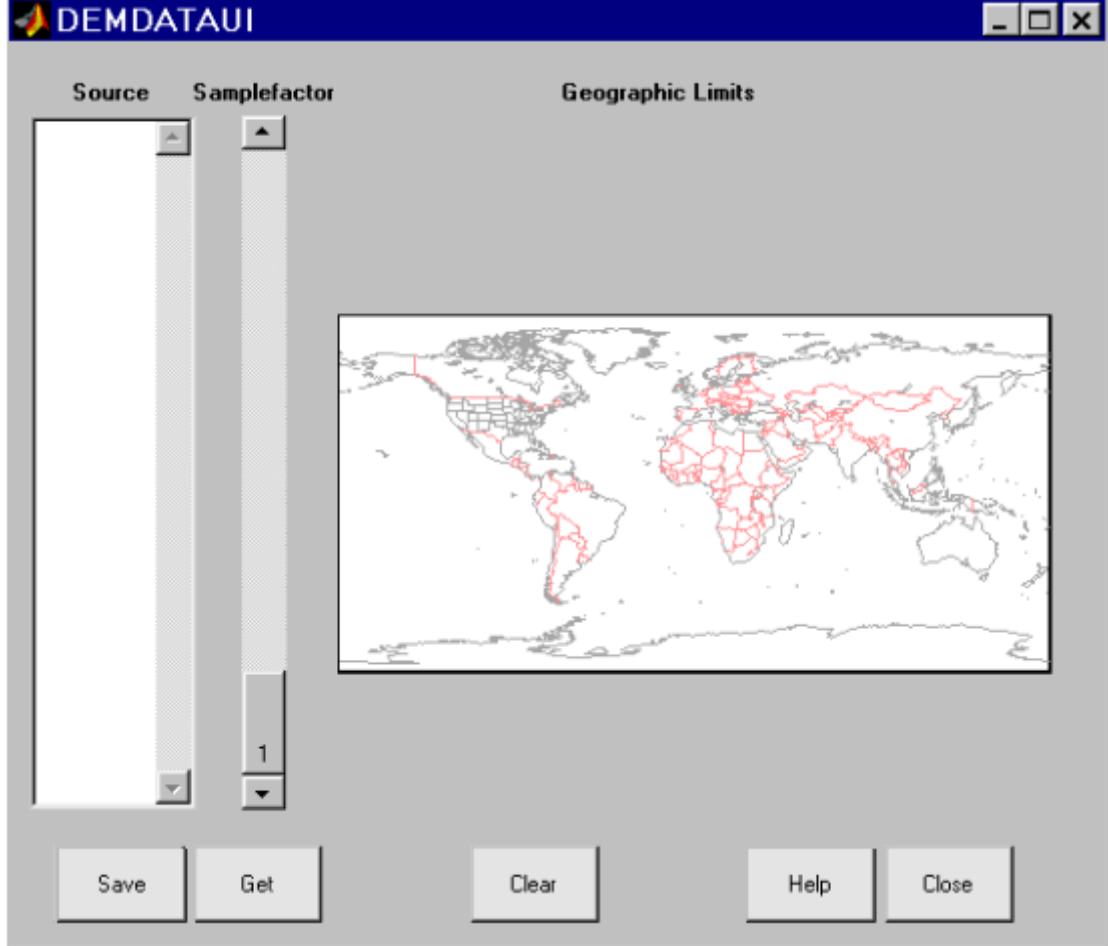 DEMDATAUI
Source Samplefactor Geographic Limits
1
Save Get Clear Help Close